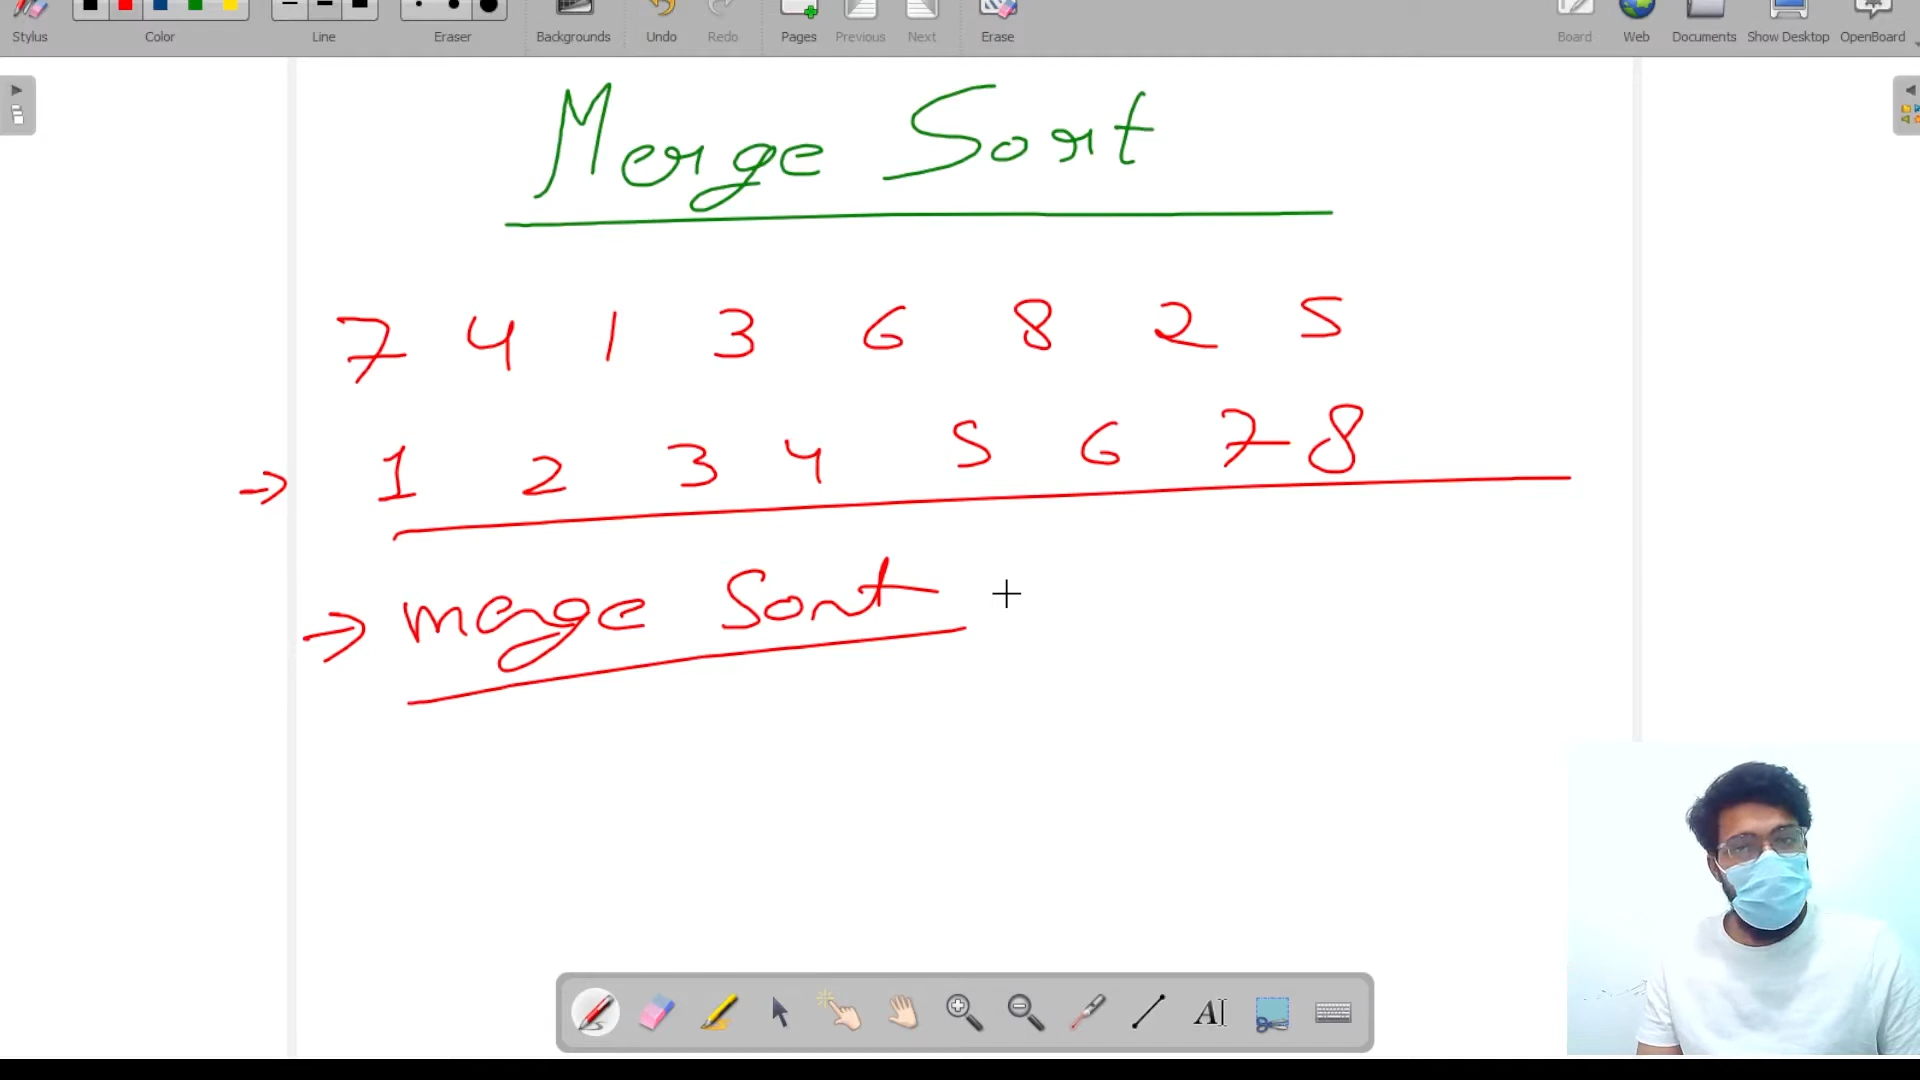 Stylus Color Line Eraser Backgrounds Undo Redo Pages Previous Next Erase Board Web Documents Show Desktop OpenBoard
Merge Sort
7 4 1 3 6 8 2 5
→ 1 2 3 4 5 6 7 8
→ merge Sort